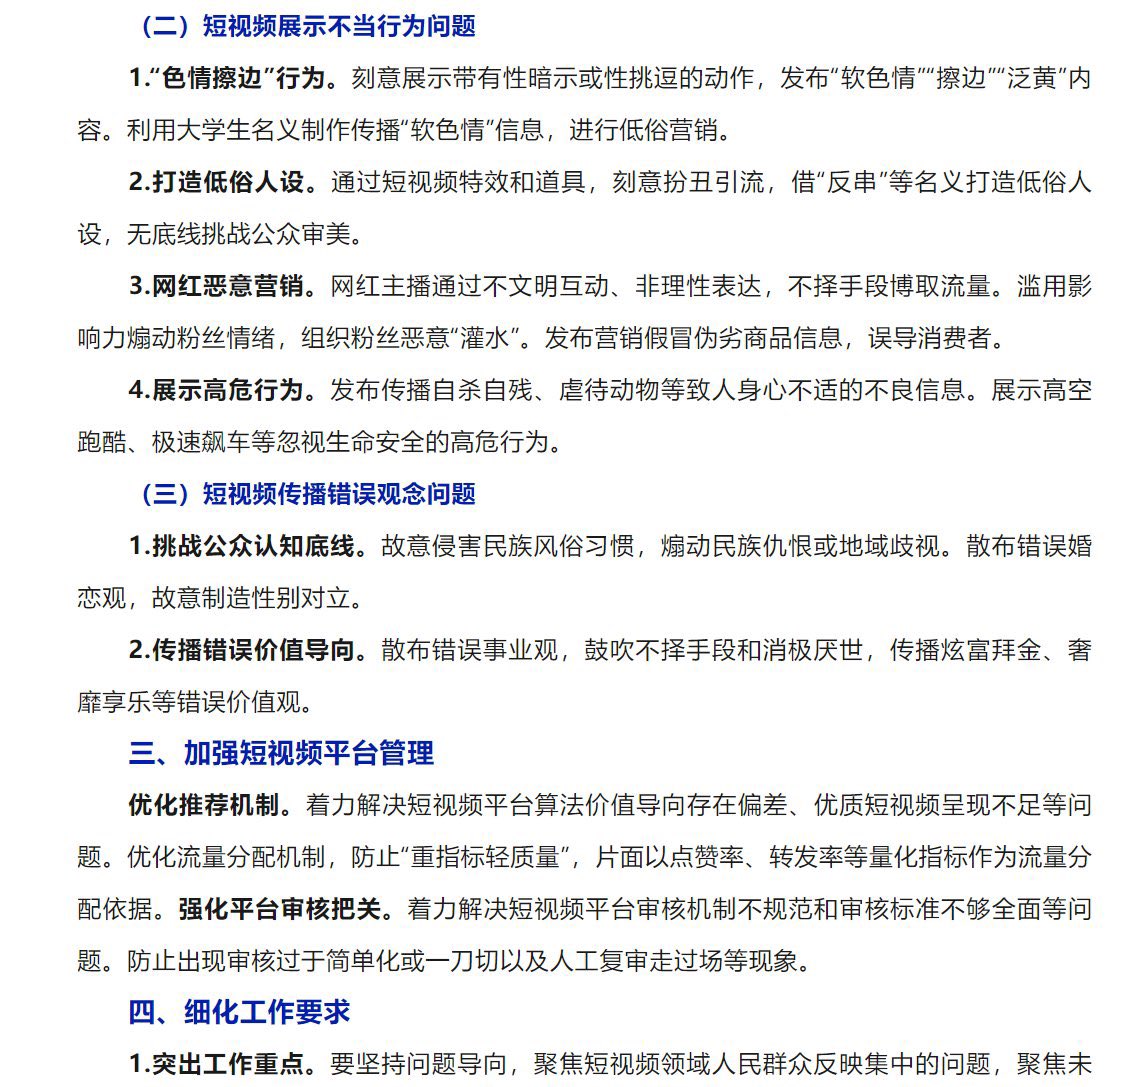 （二）短视频展示不当行为问题
1.“色情擦边”行为。刻意展示带有性暗示或性挑逗的动作，发布“软色情”“擦边”“泛黄”内
容。利用大学生名义制作传播“软色情”信息，进行低俗营销。
2.打造低俗人设。通过短视频特效和道具，刻意扮丑引流，借“反串”等名义打造低俗人
设，无底线挑战公众审美。
3.网红恶意营销。网红主播通过不文明互动、非理性表达，不择手段博取流量。滥用影
响力煽动粉丝情绪，组织粉丝恶意“灌水”。发布营销假冒伪劣商品信息，误导消费者。
4.展示高危行为。发布传播自杀自残、虐待动物等致人身心不适的不良信息。展示高空
跑酷、极速飙车等忽视生命安全的高危行为。
（三）短视频传播错误观念问题
1.挑战公众认知底线。故意侵害民族风俗习惯，煽动民族仇恨或地域歧视。散布错误婚
恋观，故意制造性别对立。
2.传播错误价值导向。散布错误事业观，鼓吹不择手段和消极厌世，传播炫富拜金、奢
靡享乐等错误价值观。
三、加强短视频平台管理
优化推荐机制。着力解决短视频平台算法价值导向存在偏差、优质短视频呈现不足等问
题。优化流量分配机制，防止“重指标轻质量”，片面以点赞率、转发率等量化指标作为流量分
配依据。强化平台审核把关。着力解决短视频平台审核机制不规范和审核标准不够全面等问
题。防止出现审核过于简单化或一刀切以及人工复审走过场等现象。
四、细化工作要求
1.突出工作重点。要坚持问题导向，聚焦短视频领域人民群众反映集中的问题，聚焦未